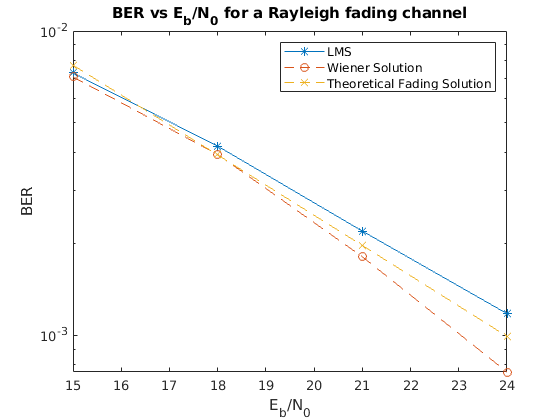 BER vs E_b/N_0 for a Rayleigh fading channel
10^-2
LMS
Wiener Solution
Theoretical Fading Solution
BER
10^-3
15 16 17 18 19 20 21 22 23 24
E_b/N_0